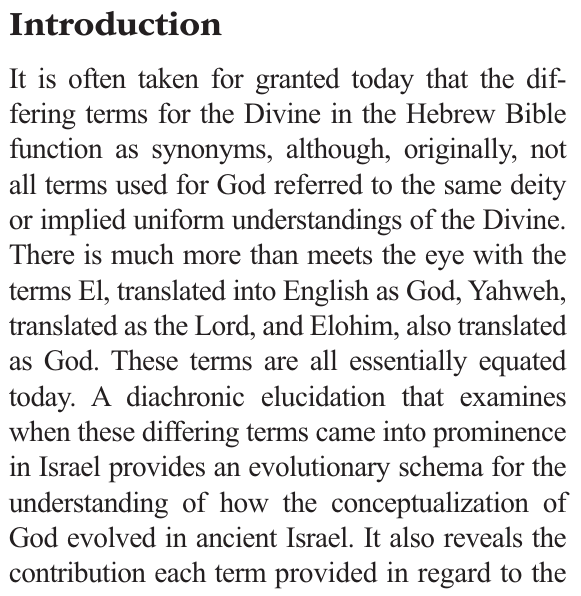 Introduction
It is often taken for granted today that the dif-
fering terms for the Divine in the Hebrew Bible
function as synonyms, although, originally, not
all terms used for God referred to the same deity
or implied uniform understandings of the Divine.
There is much more than meets the eye with the
terms El, translated into English as God, Yahweh,
translated as the Lord, and Elohim, also translated
as God. These terms are all essentially equated
today. A diachronic elucidation that examines
when these differing terms came into prominence
in Israel provides an evolutionary schema for the
understanding of how the conceptualization of
God evolved in ancient Israel. It also reveals the
contribution each term provided in regard to the